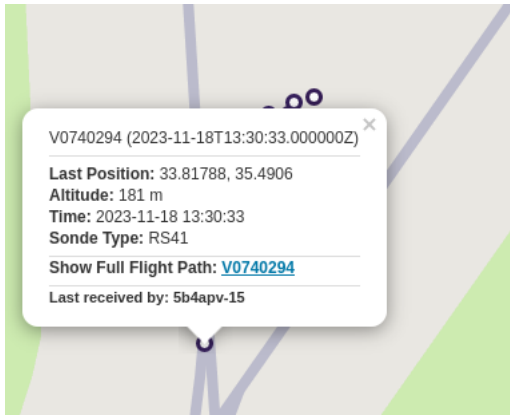 V0740294 (2023-11-18T13:30:33.000000Z)
Last Position: 33.81788, 35.4906
Altitude: 181 m
Time: 2023-11-18 13:30:33
Sonde Type: RS41
Show Full Flight Path: V0740294
Last received by: 5b4apv-15